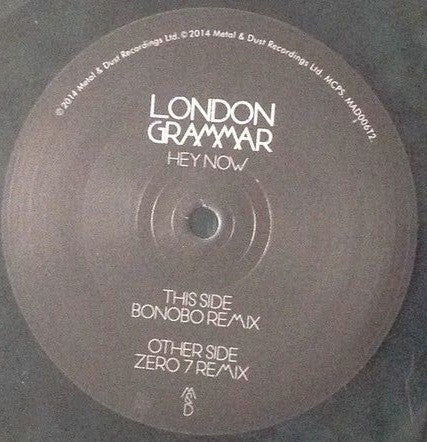 ℗2014 Metal & Dust Recordings Ltd. ©2014 Metal & Dust Recordings Ltd. MCPS. MAD006T2
LONDON
GRAMMAR
HEY NOW
THIS SIDE
BONOBO REMIX
OTHER SIDE
ZERO 7 REMIX
M
&
D